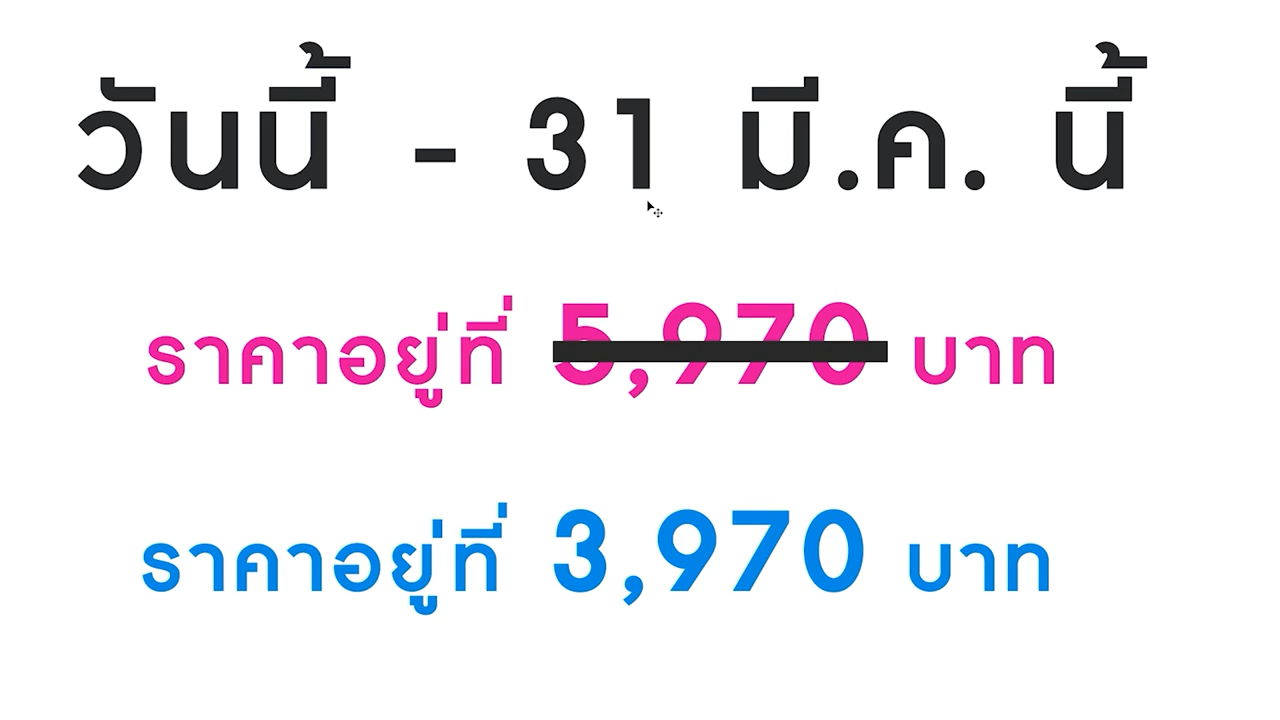 วันนี้ - 31 มี.ค. นี้
ราคาอยู่ที่ 5,970 บาท
ราคาอยู่ที่ 3,970 บาท